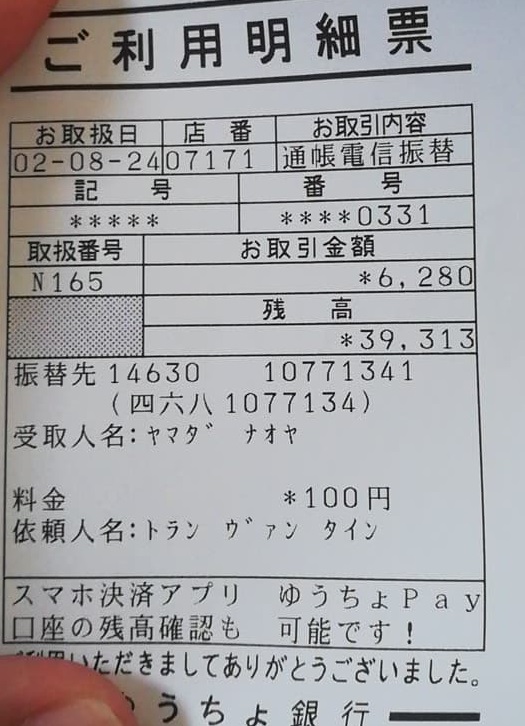 ご利用明細票
お取扱日 店番 お取引内容
02-08-24 07171 通帳電信振替
記号 番号
***** ****0331
取扱番号 お取引金額
N165 *6,280
残高
*39,313
振替先 14630 10771341
(四六八 1077134)
受取人名:ヤマダ ナオヤ
料金 *100円
依頼人名:トラン ヴァン タイン
スマホ決済アプリ ゆうちょPay
口座の残高確認も 可能です!
ご利用いただきましてありがとうございました。
ゆうちょ銀行